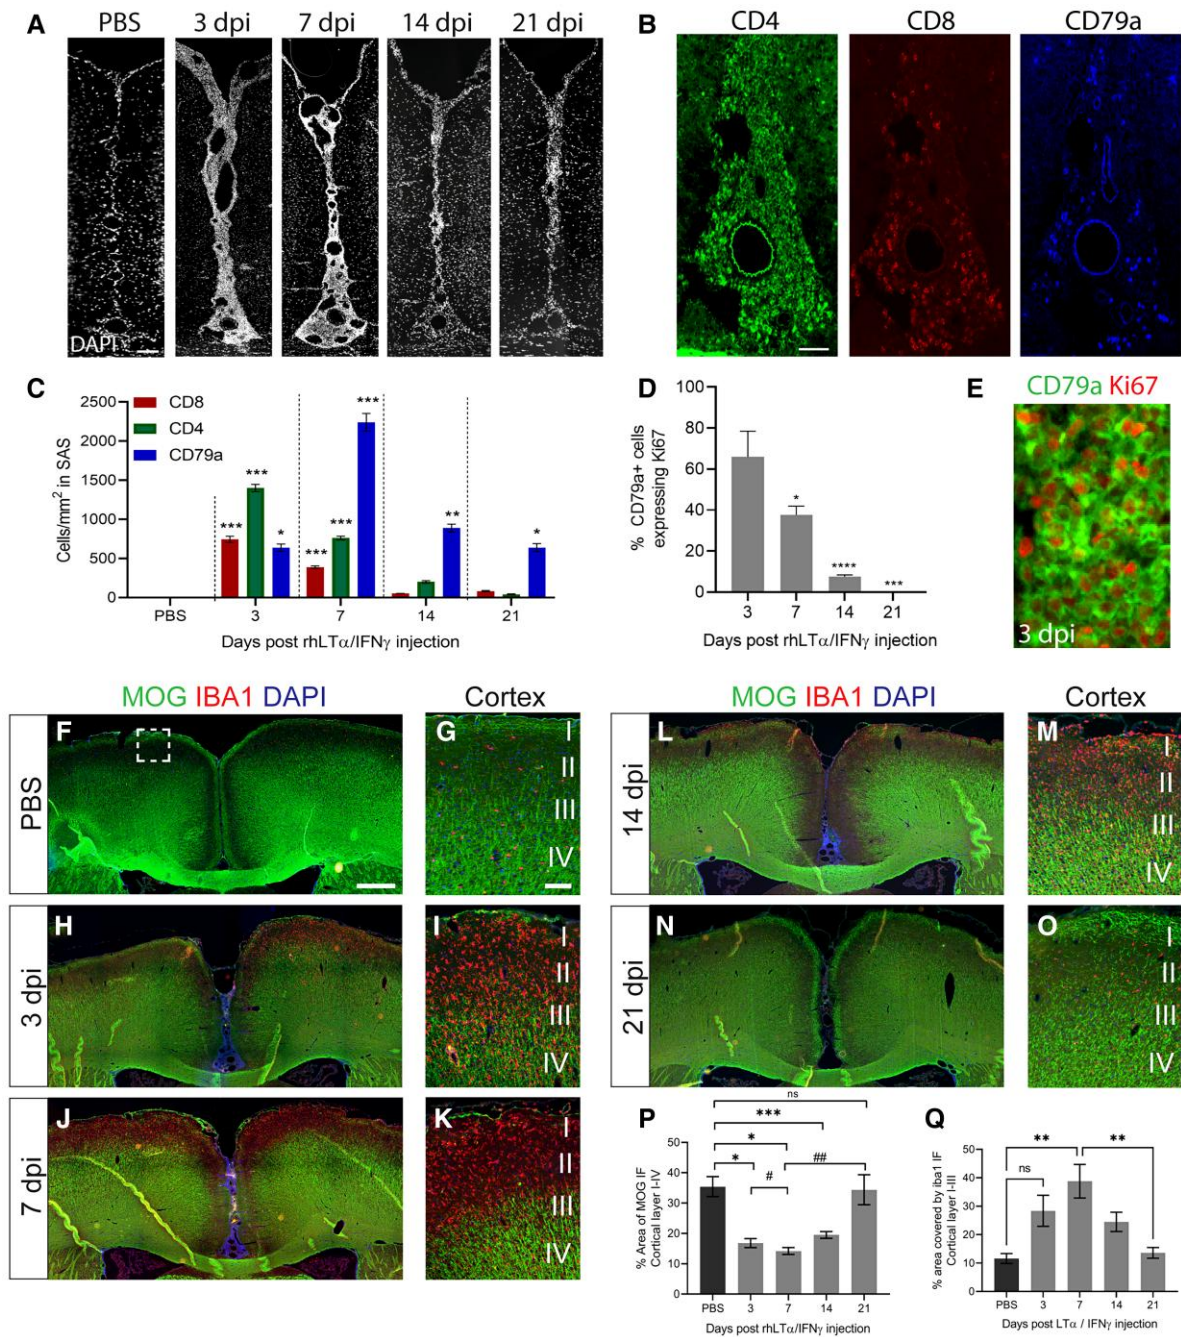 A
PBS
3 dpi
7 dpi
14 dpi
21 dpi
DAPI
B
CD4
CD8
CD79a
C
CD8
CD4
CD79a
Cells/mm² in SAS
2500
2000
1500
1000
500
0
***
***
*
***
***
***
**
*
PBS
3
7
14
21
Days post rhLTα/IFNγ injection
D
% CD79a+ cells
expressing Ki67
100
80
60
40
20
0
*
****
***
3
7
14
21
Days post rhLTα/IFNγ injection
E
CD79a Ki67
3 dpi
MOG IBA1 DAPI
Cortex
PBS
F
G
I
II
III
IV
3 dpi
H
I
I
II
III
IV
7 dpi
J
K
I
II
III
IV
MOG IBA1 DAPI
Cortex
14 dpi
L
M
I
II
III
IV
21 dpi
N
O
I
II
III
IV
P
% Area of MOG IF
Cortical layer I-IV
50
40
30
20
10
0
ns
***
*
*
#
##
PBS
3
7
14
21
Days post rhLTα/IFNγ injection
Q
% area covered by iba1 IF
Cortical layer I-III
50
40
30
20
10
0
**
**
ns
PBS
3
7
14
21
Days post LTα / IFNγ injection